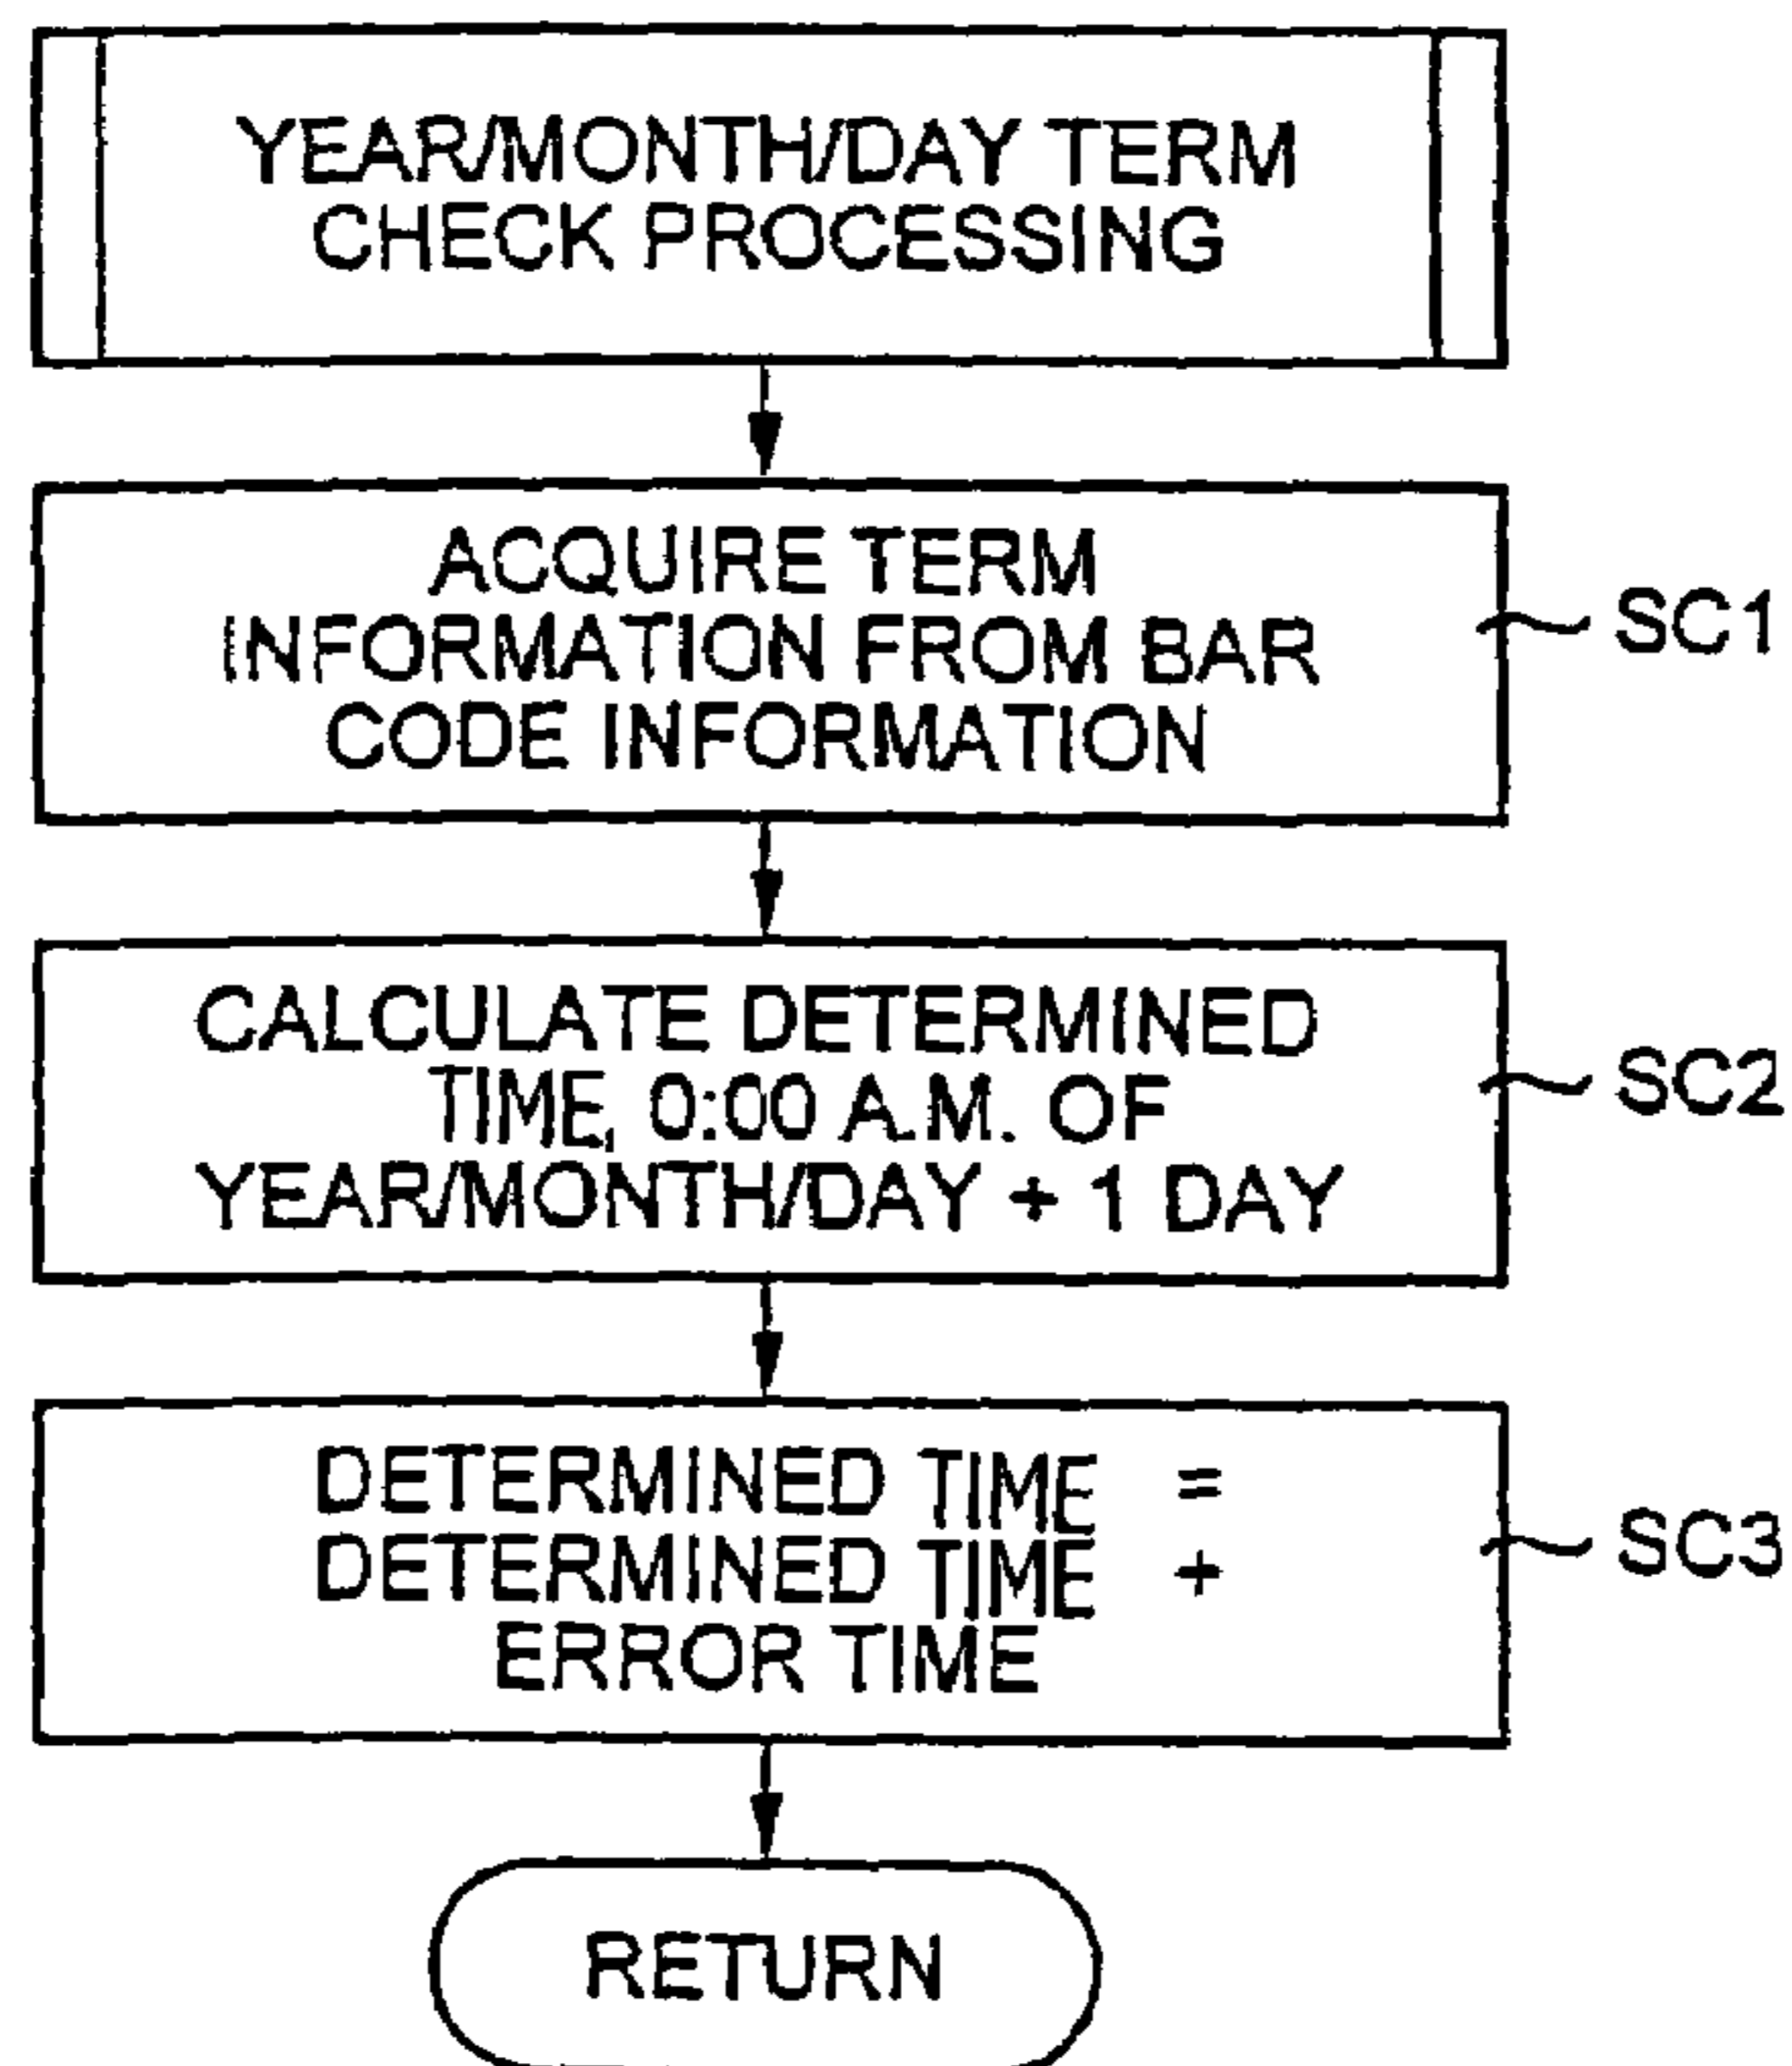 YEAR/MONTH/DAY TERM
CHECK PROCESSING
ACQUIRE TERM
INFORMATION FROM BAR
CODE INFORMATION
SC1
CALCULATE DETERMINED
TIME, 0:00 A.M. OF
YEAR/MONTH/DAY + 1 DAY
SC2
DETERMINED TIME =
DETERMINED TIME +
ERROR TIME
SC3
RETURN